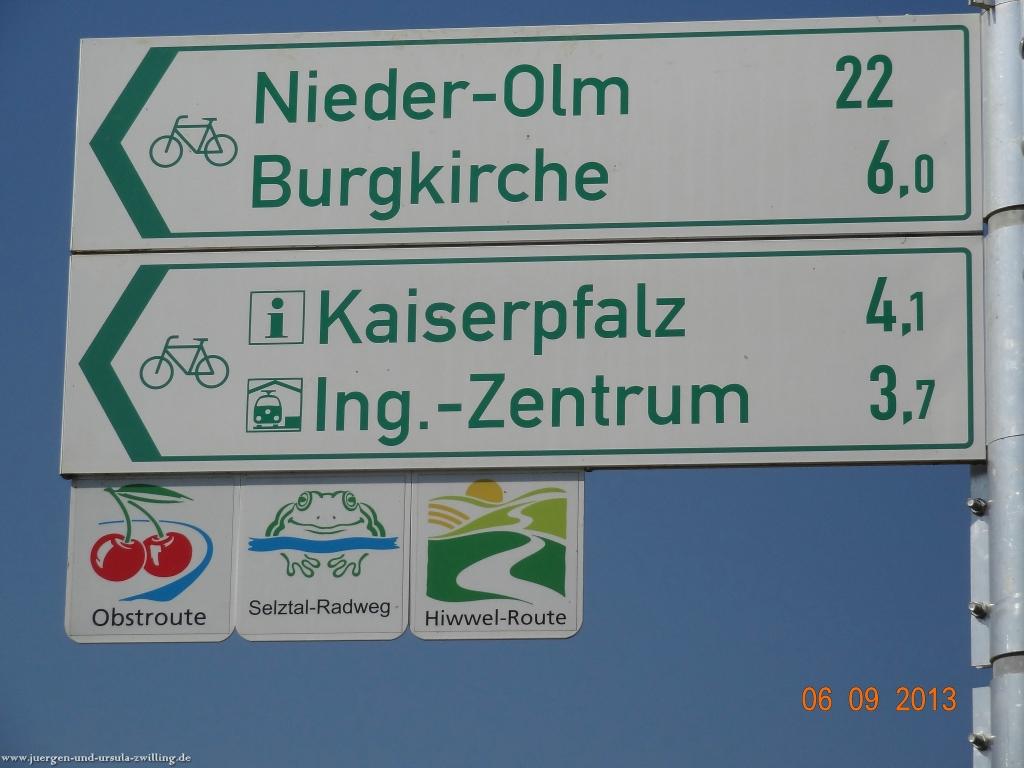 Nieder-Olm 22
Burgkirche 6,0
i Kaiserpfalz 4,1
Ing.-Zentrum 3,7
Obstroute
Selztal-Radweg
Hiwwel-Route
06 09 2013
www.juergen-und-ursula-zwilling.de